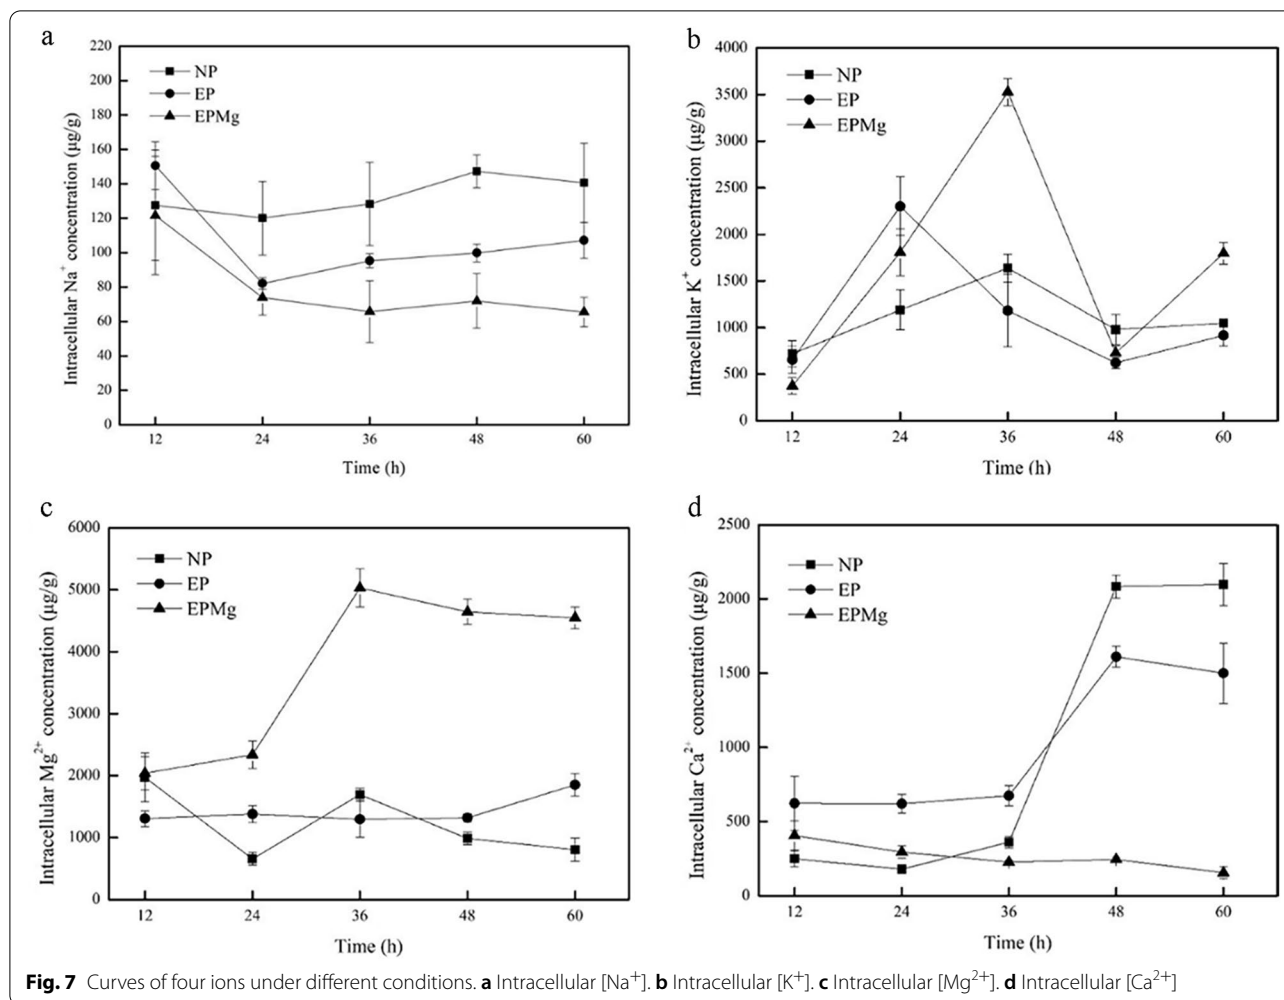 a
220
200
180
160
140
120
100
80
60
40
20
0
NP
EP
EPMg
Intracellular Na⁺ concentration (μg/g)
12 24 36 48 60
Time (h)
b
4000
3500
3000
2500
2000
1500
1000
500
0
NP
EP
EPMg
Intracellular K⁺ concentration (μg/g)
12 24 36 48 60
Time (h)
c
6000
5000
4000
3000
2000
1000
0
NP
EP
EPMg
Intracellular Mg²⁺ concentration (μg/g)
12 24 36 48 60
Time (h)
d
2500
2000
1500
1000
500
0
NP
EP
EPMg
Intracellular Ca²⁺ concentration (μg/g)
12 24 36 48 60
Time (h)
Fig. 7 Curves of four ions under different conditions. a Intracellular [Na⁺]. b Intracellular [K⁺]. c Intracellular [Mg²⁺]. d Intracellular [Ca²⁺]